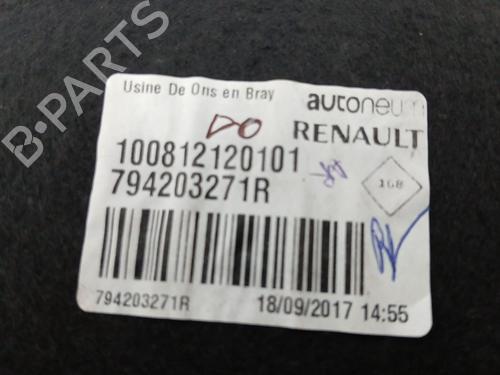 Usine De Ons en Bray
autoneum
DO
RENAULT
100812120101
168
794203271R
794203271R
18/09/2017 14:55
B-PARTS